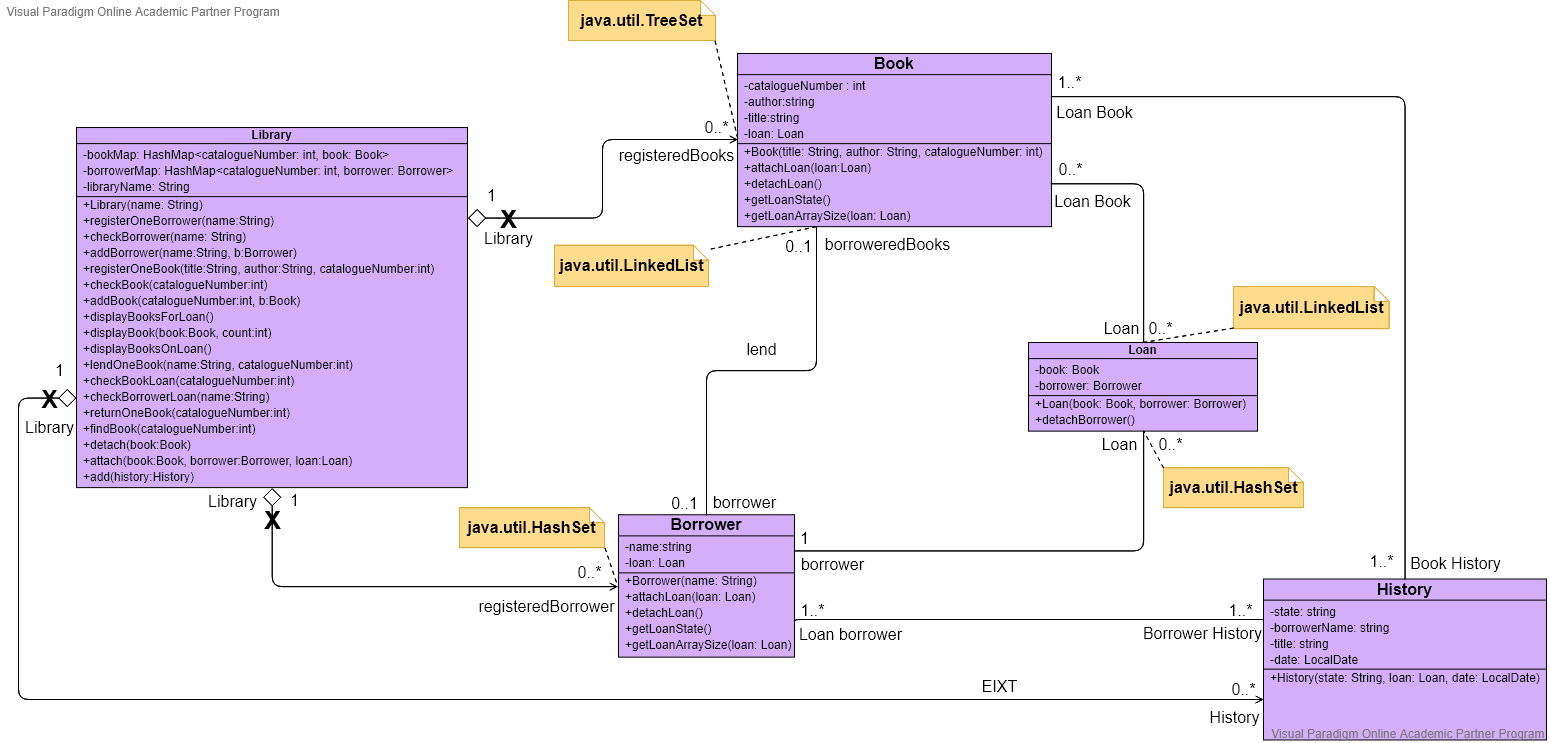 Visual Paradigm Online Academic Partner Program
java.util.TreeSet
Book
-catalogueNumber : int
-author:string
-title:string
-loan: Loan
+Book(title: String, author: String, catalogueNumber: int)
+attachLoan(loan:Loan)
+detachLoan()
+getLoanState()
+getLoanArraySize(loan: Loan)
1..*
Loan Book
0..*
Loan Book
0..*
registeredBooks
Library
-bookMap: HashMap<catalogueNumber: int, book: Book>
-borrowerMap: HashMap<catalogueNumber: int, borrower: Borrower>
-libraryName: String
+Library(name: String)
+registerOneBorrower(name:String)
+checkBorrower(name: String)
+addBorrower(name:String, b:Borrower)
+registerOneBook(title:String, author:String, catalogueNumber:int)
+checkBook(catalogueNumber:int)
+addBook(catalogueNumber:int, b:Book)
+displayBooksForLoan()
+displayBook(book:Book, count:int)
+displayBooksOnLoan()
+lendOneBook(name:String, catalogueNumber:int)
+checkBookLoan(catalogueNumber:int)
+checkBorrowerLoan(name:String)
+returnOneBook(catalogueNumber:int)
+findBook(catalogueNumber:int)
+detach(book:Book)
+attach(book:Book, borrower:Borrower, loan:Loan)
+add(history:History)
1
X
Library
java.util.LinkedList
0..1
borroweredBooks
java.util.LinkedList
Loan
0..*
lend
Loan
-book: Book
-borrower: Borrower
+Loan(book: Book, borrower: Borrower)
+detachBorrower()
1
X
Library
Loan
0..*
java.util.HashSet
Library
1
X
0..1
borrower
java.util.HashSet
Borrower
-name:string
-loan: Loan
+Borrower(name: String)
+attachLoan(loan: Loan)
+detachLoan()
+getLoanState()
+getLoanArraySize(loan: Loan)
1
borrower
0..*
registeredBorrower
1..*
Book History
History
-state: string
-borrowerName: string
-title: string
-date: LocalDate
+History(state: String, loan: Loan, date: LocalDate)
1..*
Loan borrower
1..*
Borrower History
EIXT
0..*
History
Visual Paradigm Online Academic Partner Program